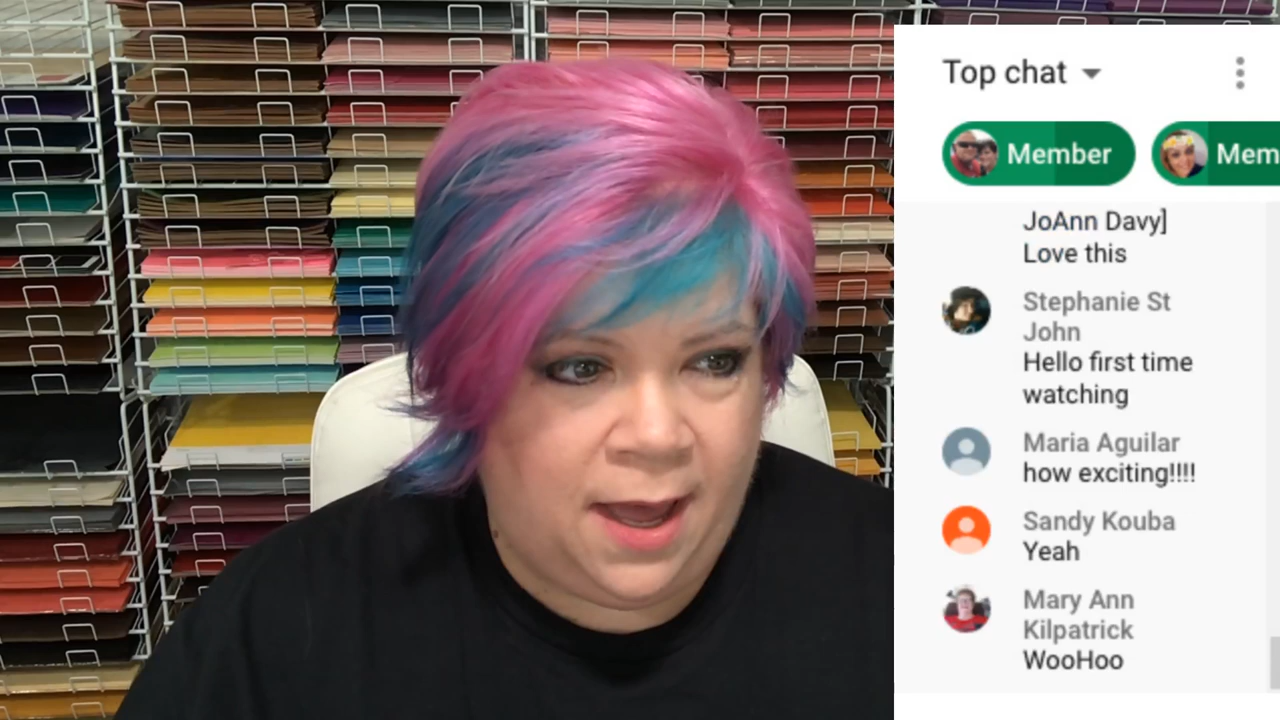 Top chat
Member
Mem
JoAnn Davy]
Love this
Stephanie St
John
Hello first time
watching
Maria Aguilar
how exciting!!!!
Sandy Kouba
Yeah
Mary Ann
Kilpatrick
WooHoo